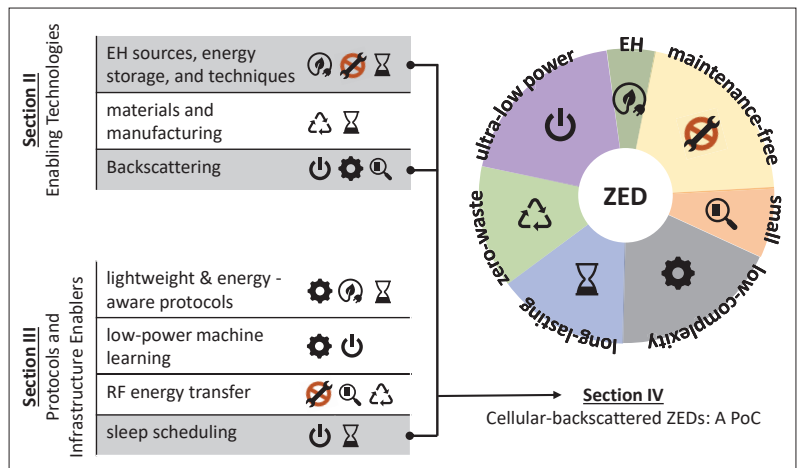 Section II
Enabling Technologies
EH sources, energy
storage, and techniques
materials and
manufacturing
Backscattering
Section III
Protocols and
Infrastructure Enablers
lightweight & energy -
aware protocols
low-power machine
learning
RF energy transfer
sleep scheduling
ZED
EH
maintenance-free
small
low-complexity
long-lasting
zero-waste
ultra-low power
Section IV
Cellular-backscattered ZEDs: A PoC